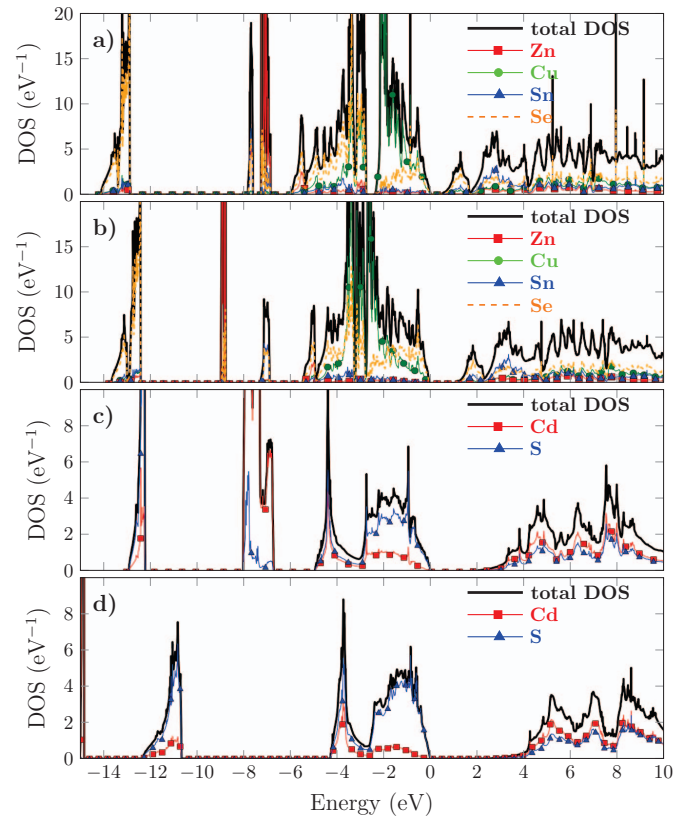 a)
total DOS
Zn
Cu
Sn
Se
DOS (eV⁻¹)
20
15
10
5
0
b)
total DOS
Zn
Cu
Sn
Se
DOS (eV⁻¹)
15
10
5
0
c)
total DOS
Cd
S
DOS (eV⁻¹)
8
6
4
2
0
d)
total DOS
Cd
S
DOS (eV⁻¹)
8
6
4
2
0
−14 −12 −10 −8 −6 −4 −2 0 2 4 6 8 10
Energy (eV)